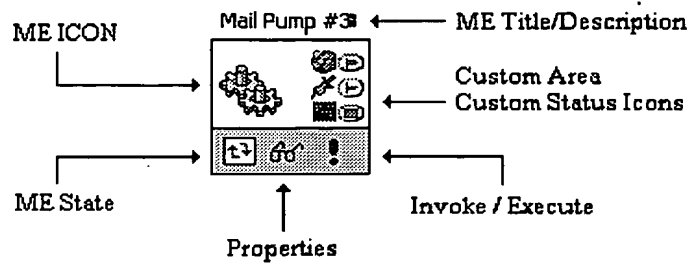 Mail Pump #3
ME Title/Description
ME ICON
Custom Area
Custom Status Icons
ME State
Invoke / Execute
Properties